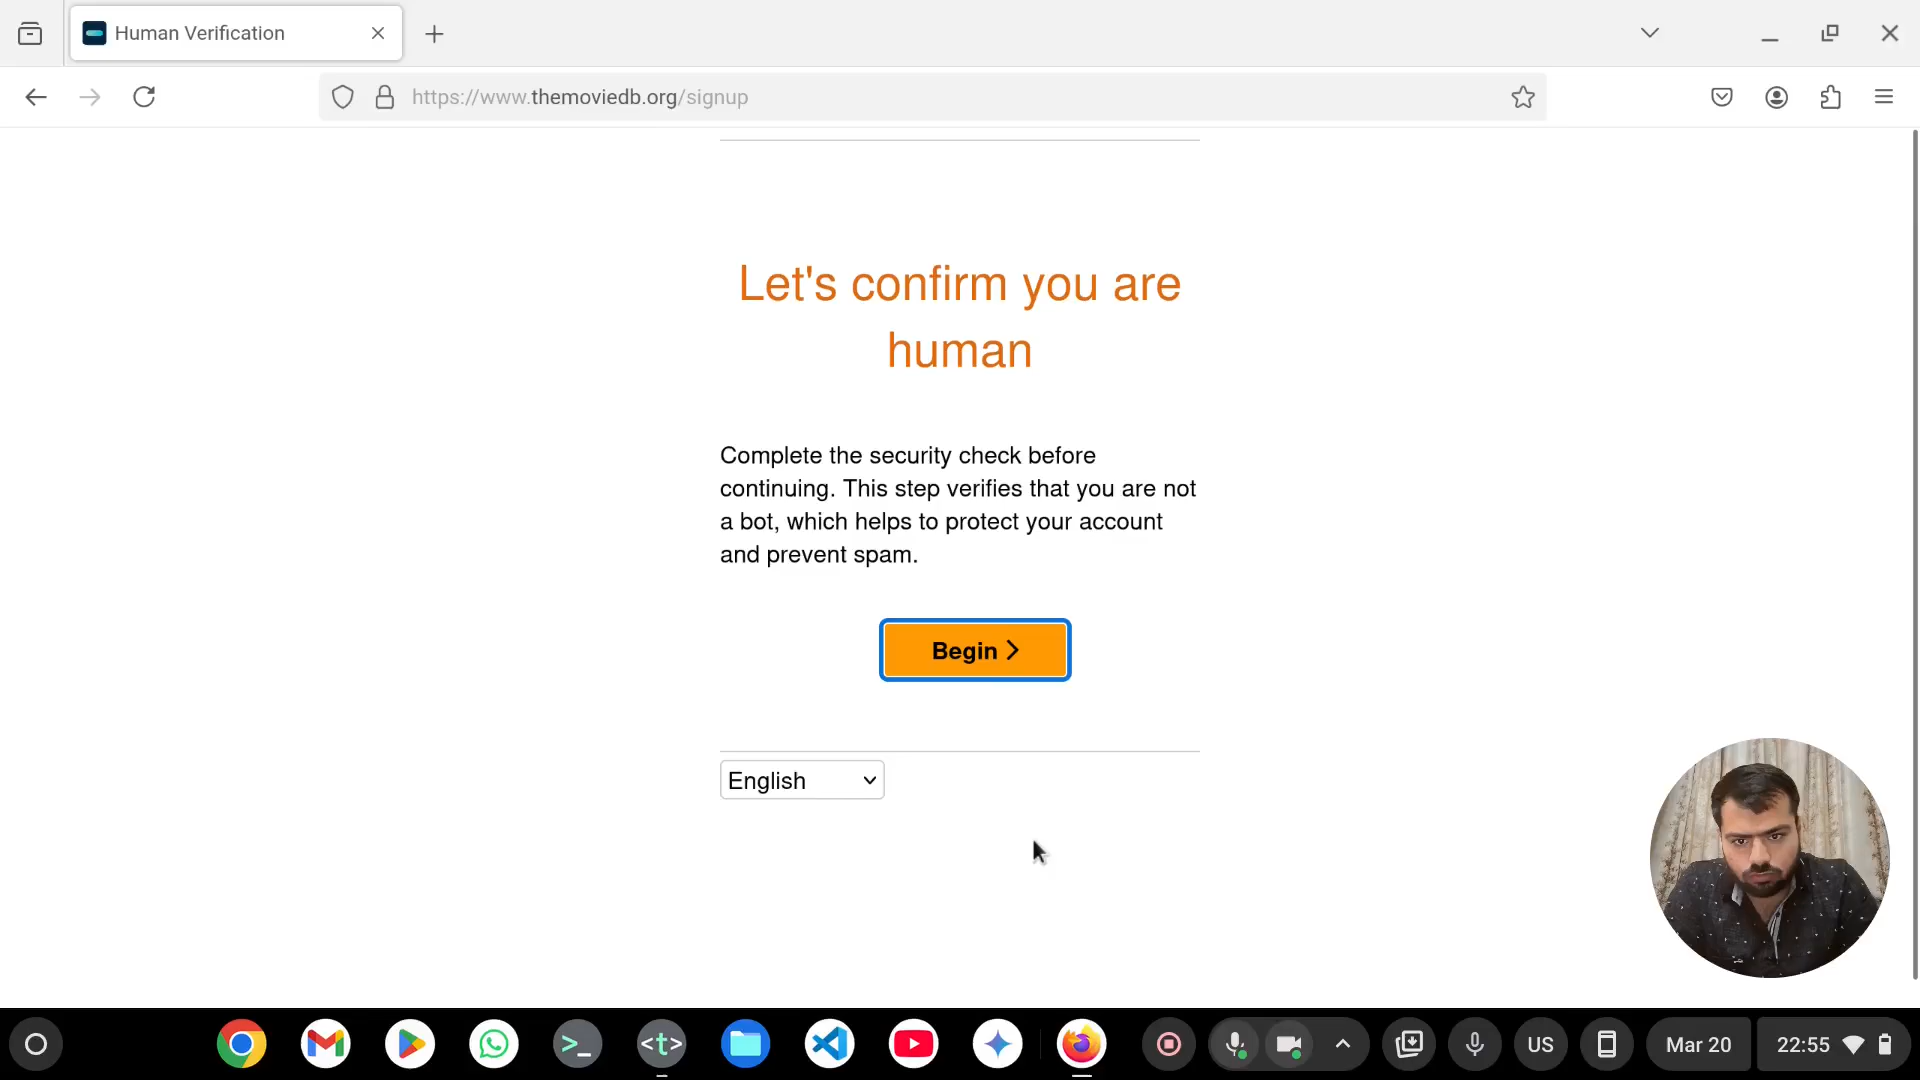 Human Verification
https://www.themoviedb.org/signup
Let's confirm you are
human
Complete the security check before
continuing. This step verifies that you are not
a bot, which helps to protect your account
and prevent spam.
Begin
English
>_
<t>
US
Mar 20
22:55